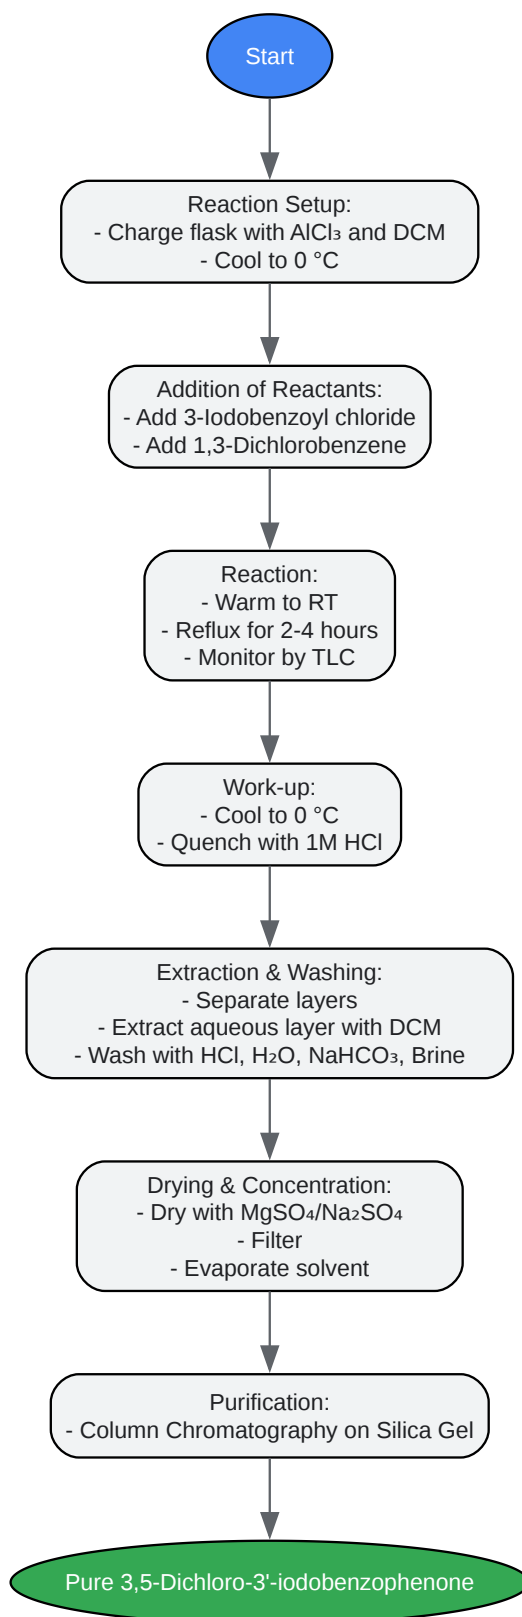 Start
Reaction Setup:
- Charge flask with AlCl₃ and DCM
- Cool to 0 °C
Addition of Reactants:
- Add 3-Iodobenzoyl chloride
- Add 1,3-Dichlorobenzene
Reaction:
- Warm to RT
- Reflux for 2-4 hours
- Monitor by TLC
Work-up:
- Cool to 0 °C
- Quench with 1M HCl
Extraction & Washing:
- Separate layers
- Extract aqueous layer with DCM
- Wash with HCl, H₂O, NaHCO₃, Brine
Drying & Concentration:
- Dry with MgSO₄/Na₂SO₄
- Filter
- Evaporate solvent
Purification:
- Column Chromatography on Silica Gel
Pure 3,5-Dichloro-3'-iodobenzophenone